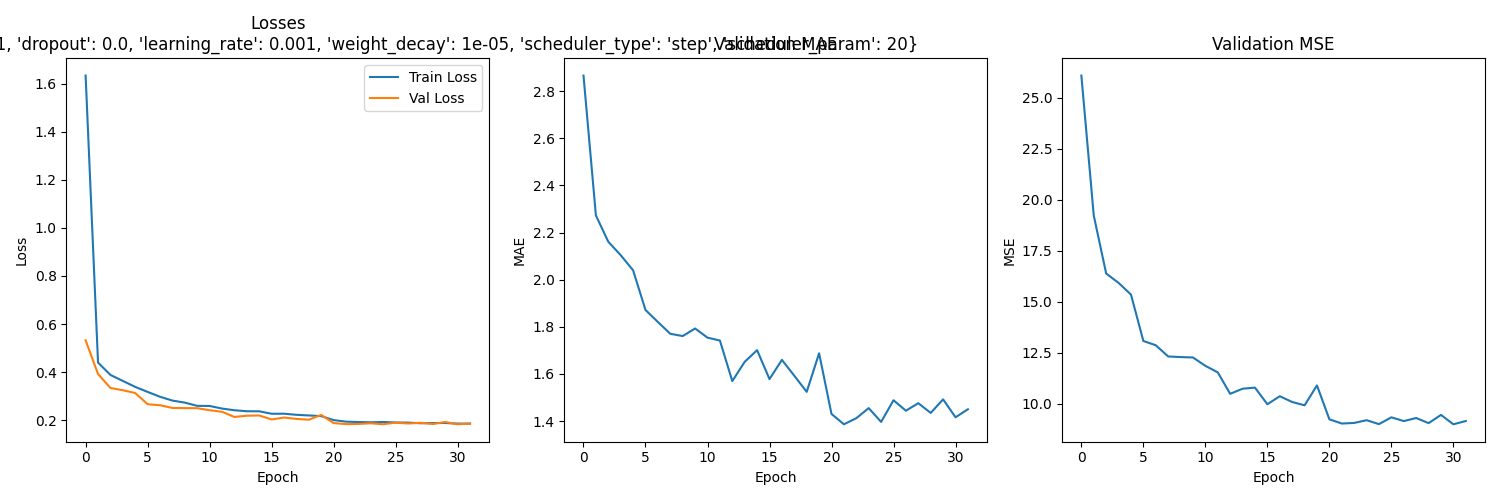 Losses
1, 'dropout': 0.0, 'learning_rate': 0.001, 'weight_decay': 1e-05, 'scheduler_type': 'step', 'scheduler_param': 20}
Train Loss
Val Loss
1.6
1.4
1.2
1.0
0.8
0.6
0.4
0.2
Loss
0 5 10 15 20 25 30
Epoch
Validation MAE
2.8
2.6
2.4
2.2
2.0
1.8
1.6
1.4
MAE
0 5 10 15 20 25 30
Epoch
Validation MSE
25.0
22.5
20.0
17.5
15.0
12.5
10.0
MSE
0 5 10 15 20 25 30
Epoch